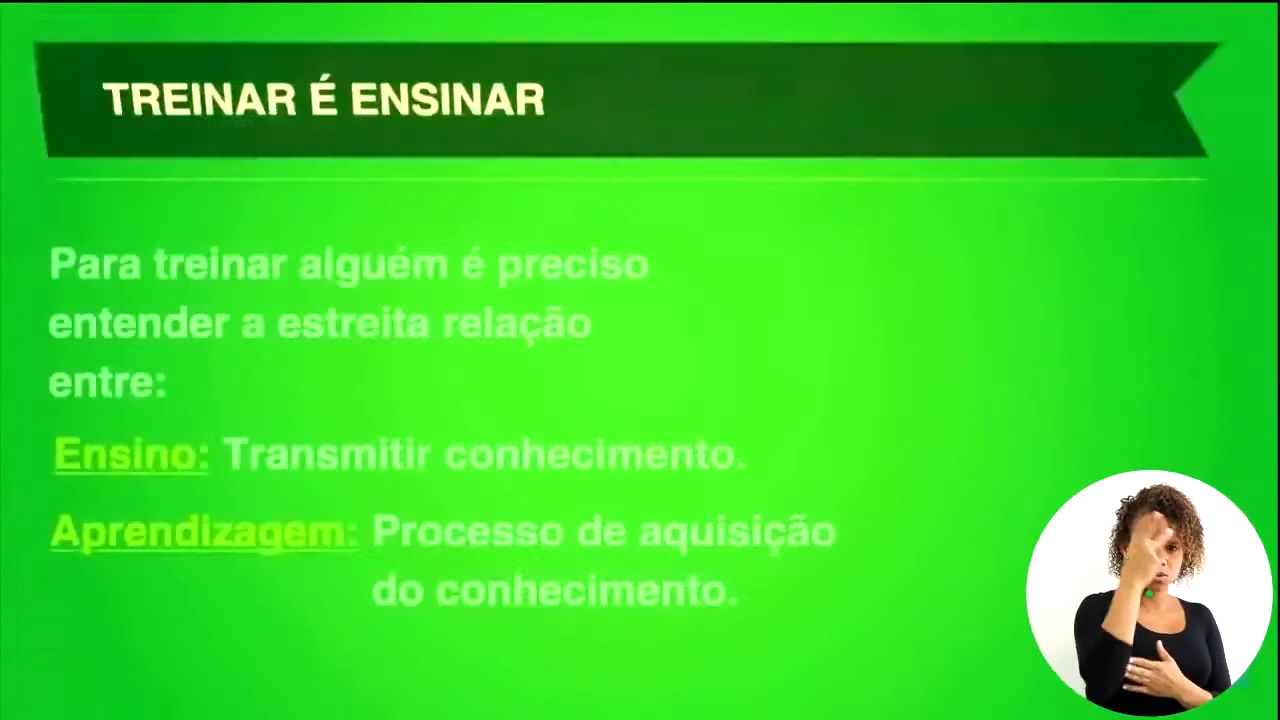 TREINAR É ENSINAR
Para treinar alguém é preciso
entender a estreita relação
entre:
Ensino: Transmitir conhecimento.
Aprendizagem: Processo de aquisição
do conhecimento.